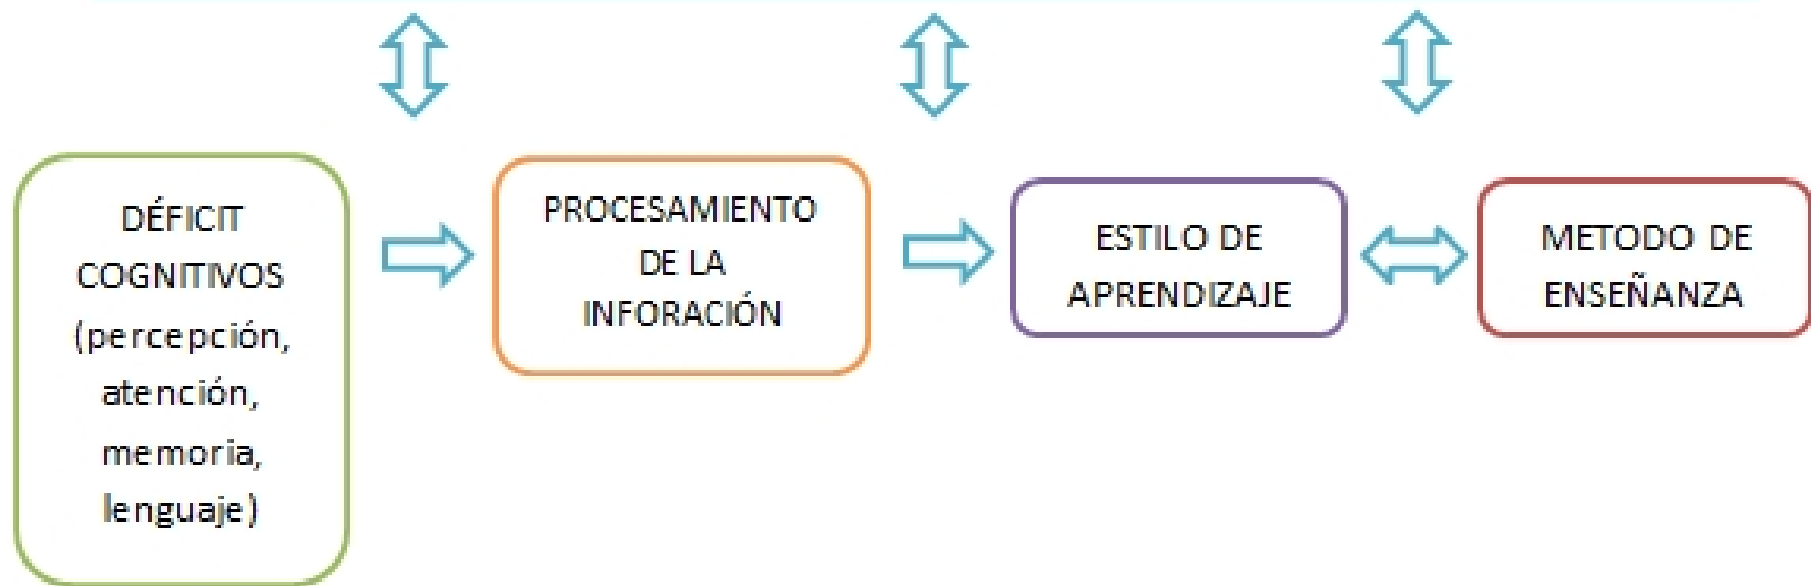 DÉFICIT
COGNITIVOS
(percepción,
atención,
memoria,
lenguaje)
PROCESAMIENTO
DE LA
INFORACIÓN
ESTILO DE
APRENDIZAJE
METODO DE
ENSEÑANZA